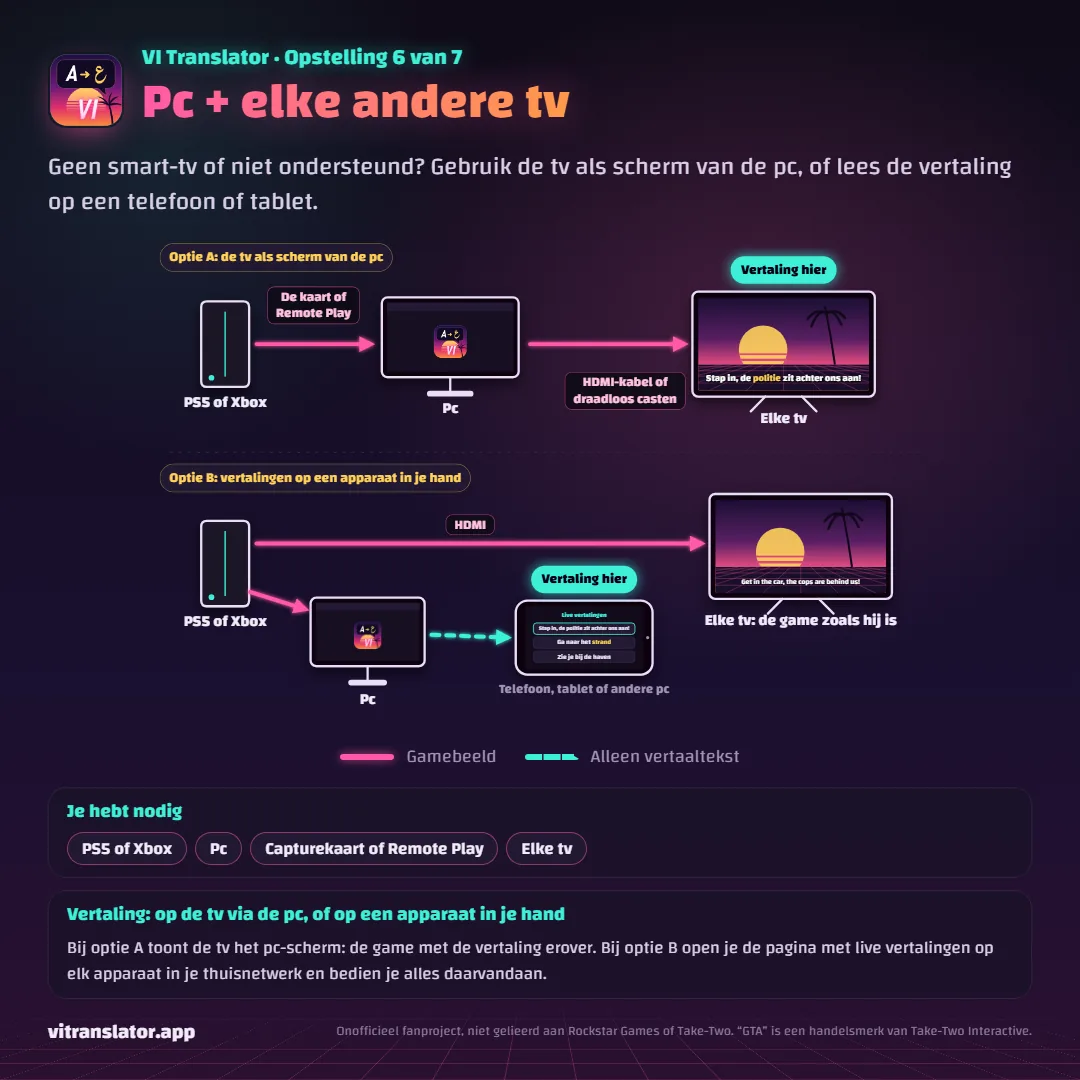 VI Translator · Opstelling 6 van 7
A→ع
VI
Pc + elke andere tv
Geen smart-tv of niet ondersteund? Gebruik de tv als scherm van de pc, of lees de vertaling
op een telefoon of tablet.
Optie A: de tv als scherm van de pc
De kaart of
Remote Play
Vertaling hier
A→ع
VI
Stap in, de politie zit achter ons aan!
HDMI-kabel of
draadloos casten
PS5 of Xbox
Pc
Elke tv
Optie B: vertalingen op een apparaat in je hand
HDMI
Get in the car, the cops are behind us!
Vertaling hier
Live vertalingen
Stap in, de politie zit achter ons aan!
Ga naar het strand
Zie je bij de haven
A→ع
VI
PS5 of Xbox
Elke tv: de game zoals hij is
Telefoon, tablet of andere pc
Pc
Gamebeeld
Alleen vertaaltekst
Je hebt nodig
PS5 of Xbox
Pc
Capturekaart of Remote Play
Elke tv
Vertaling: op de tv via de pc, of op een apparaat in je hand
Bij optie A toont de tv het pc-scherm: de game met de vertaling erover. Bij optie B open je de pagina met live vertalingen op
elk apparaat in je thuisnetwerk en bedien je alles daarvandaan.
vitranslator.app
Onofficieel fanproject, niet gelieerd aan Rockstar Games of Take-Two. “GTA” is een handelsmerk van Take-Two Interactive.